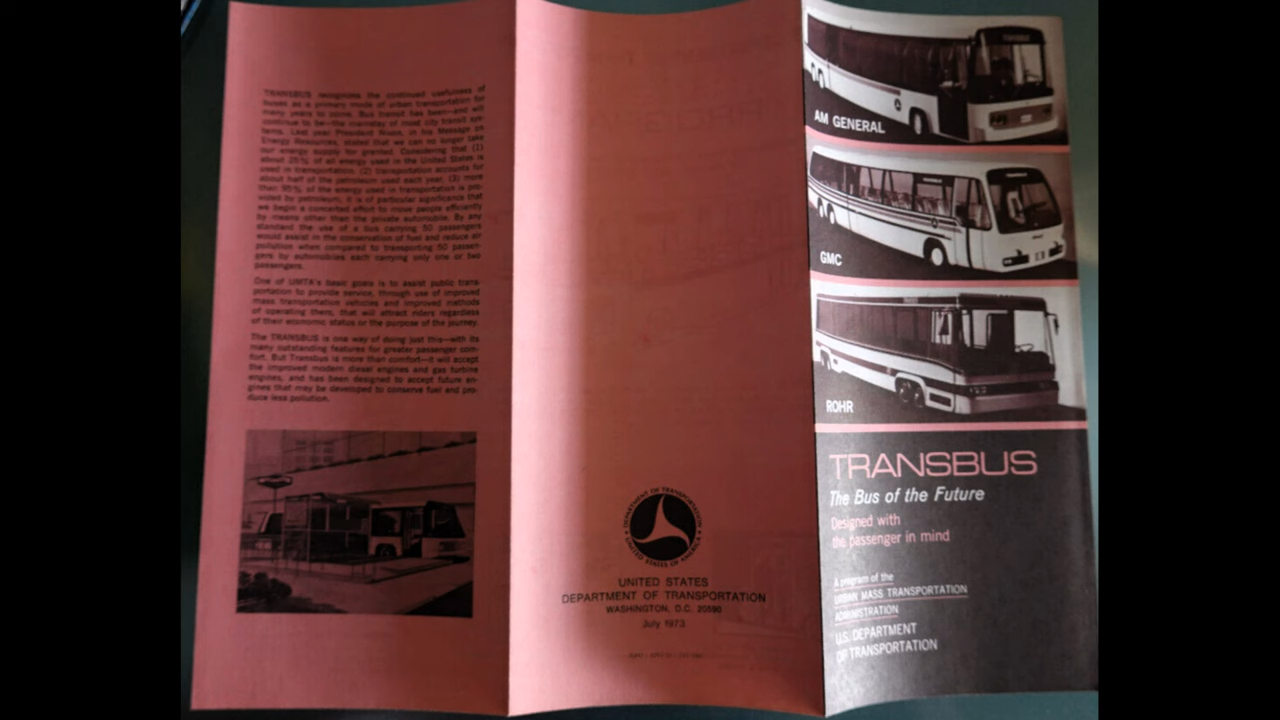 TRANSBUS recognizes the continued usefulness of
buses as a primary mode of urban transportation for
many years to come. Bus transit has been—and will
continue to be—the mainstay of most city transit sys-
tems. Last year President Nixon, in his Message on
Energy Resources, stated that we can no longer take
our energy supply for granted. Considering that (1)
about 25% of all energy used in the United States is
used in transportation, (2) transportation accounts for
about half of the petroleum used each year, (3) more
than 95% of the energy used in transportation is pro-
vided by petroleum, it is of particular significance that
we begin a concerted effort to move people efficiently
by means other than the private automobile. By any
standard the use of a bus carrying 50 passengers
would assist in the conservation of fuel and reduce air
pollution when compared to transporting 50 passen-
gers by automobiles each carrying only one or two
passengers.
One of UMTA's basic goals is to assist public trans-
portation to provide service, through use of improved
mass transportation vehicles and improved methods
of operating them, that will attract riders regardless
of their economic status or the purpose of the journey.
The TRANSBUS is one way of doing just this—with its
many outstanding features for greater passenger com-
fort. But Transbus is more than comfort—it will accept
the improved modern diesel engines and gas turbine
engines, and has been designed to accept future en-
gines that may be developed to conserve fuel and pro-
duce less pollution.
DEPARTMENT OF TRANSPORTATION
UNITED STATES OF AMERICA
UNITED STATES
DEPARTMENT OF TRANSPORTATION
WASHINGTON, D.C. 20590
July 1973
AM GENERAL
GMC
ROHR
TRANSBUS
The Bus of the Future
Designed with
the passenger in mind
A program of the
URBAN MASS TRANSPORTATION
ADMINISTRATION
U.S. DEPARTMENT
OF TRANSPORTATION